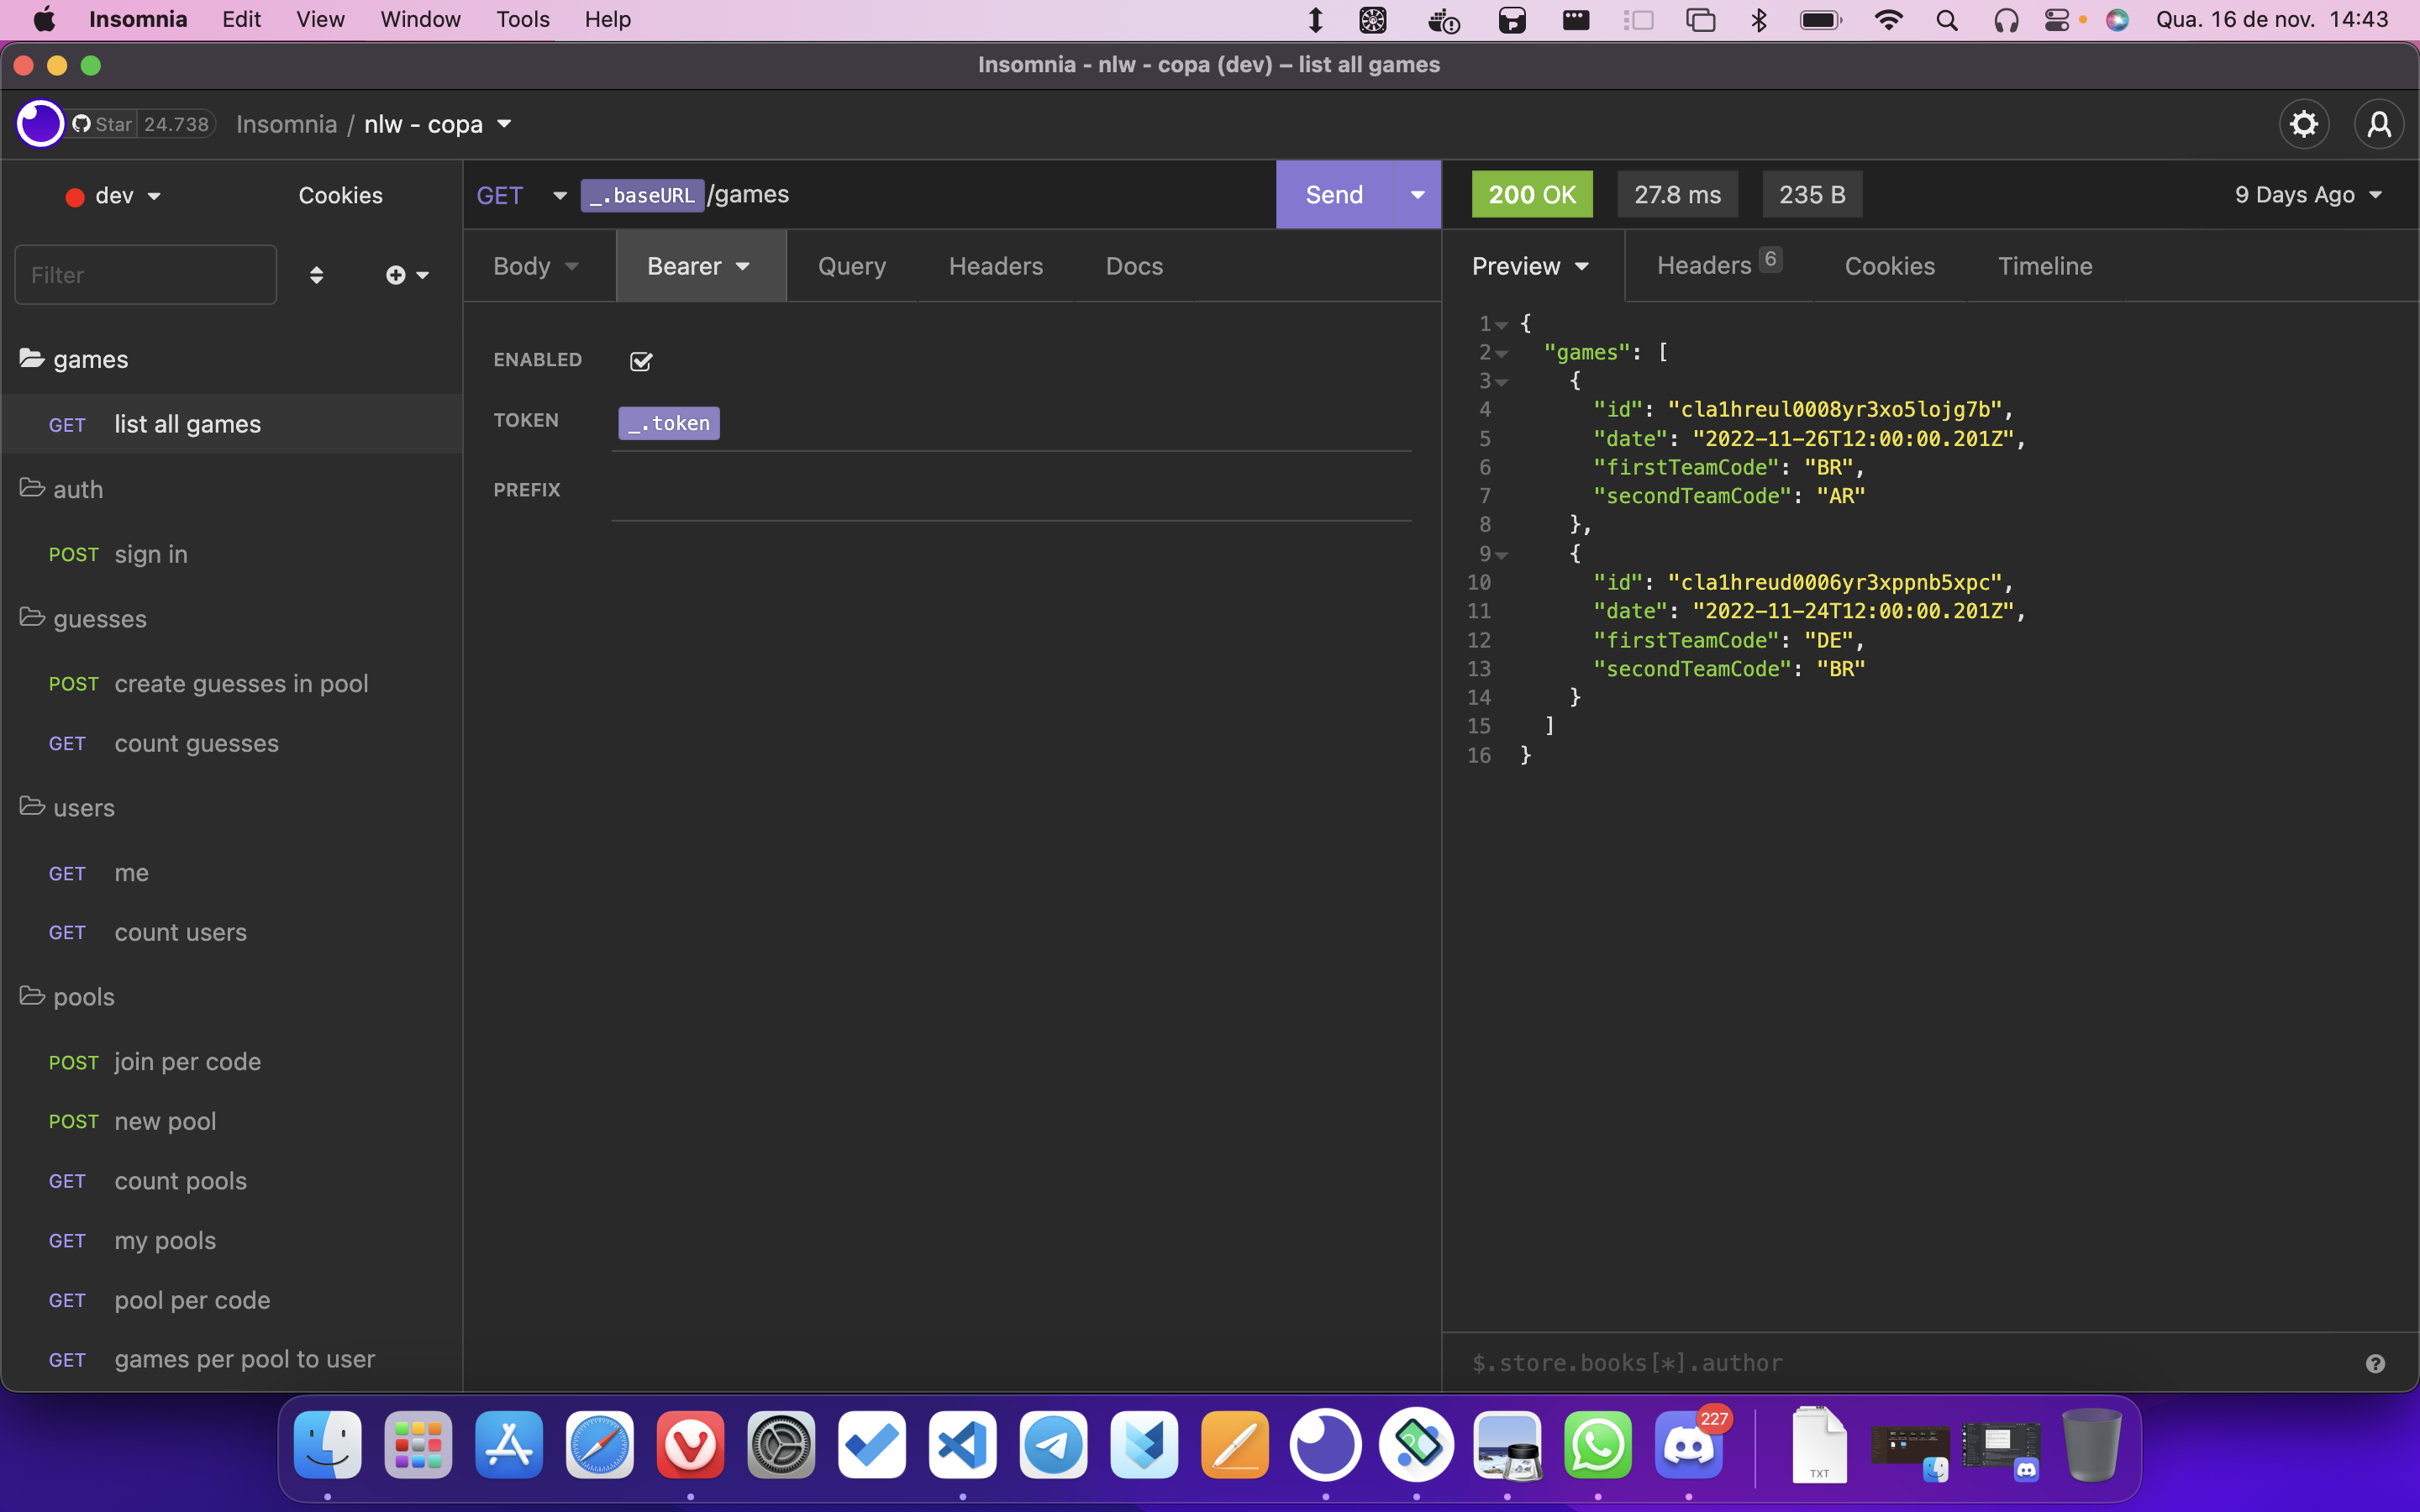 Insomnia Edit View Window Tools Help Qua. 16 de nov. 14:43
Insomnia - nlw - copa (dev) – list all games
Star 24.738 Insomnia / nlw - copa
dev Cookies
GET _.baseURL /games Send
200 OK 27.8 ms 235 B 9 Days Ago
Filter
Body Bearer Query Headers Docs
Preview Headers 6 Cookies Timeline
games
GET list all games
auth
POST sign in
guesses
POST create guesses in pool
GET count guesses
users
GET me
GET count users
pools
POST join per code
POST new pool
GET count pools
GET my pools
GET pool per code
GET games per pool to user
ENABLED
TOKEN _.token
PREFIX
1 {
2 "games": [
3 {
4 "id": "cla1hreul0008yr3xo5lojg7b",
5 "date": "2022-11-26T12:00:00.201Z",
6 "firstTeamCode": "BR",
7 "secondTeamCode": "AR"
8 },
9 {
10 "id": "cla1hreud0006yr3xppnb5xpc",
11 "date": "2022-11-24T12:00:00.201Z",
12 "firstTeamCode": "DE",
13 "secondTeamCode": "BR"
14 }
15 ]
16 }
$.store.books[*].author
227
TXT